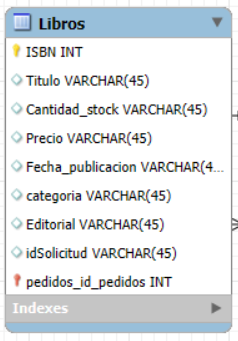 Libros
ISBN INT
Titulo VARCHAR(45)
Cantidad_stock VARCHAR(45)
Precio VARCHAR(45)
Fecha_publicacion VARCHAR(4...
categoria VARCHAR(45)
Editorial VARCHAR(45)
idSolicitud VARCHAR(45)
pedidos_id_pedidos INT
Indexes